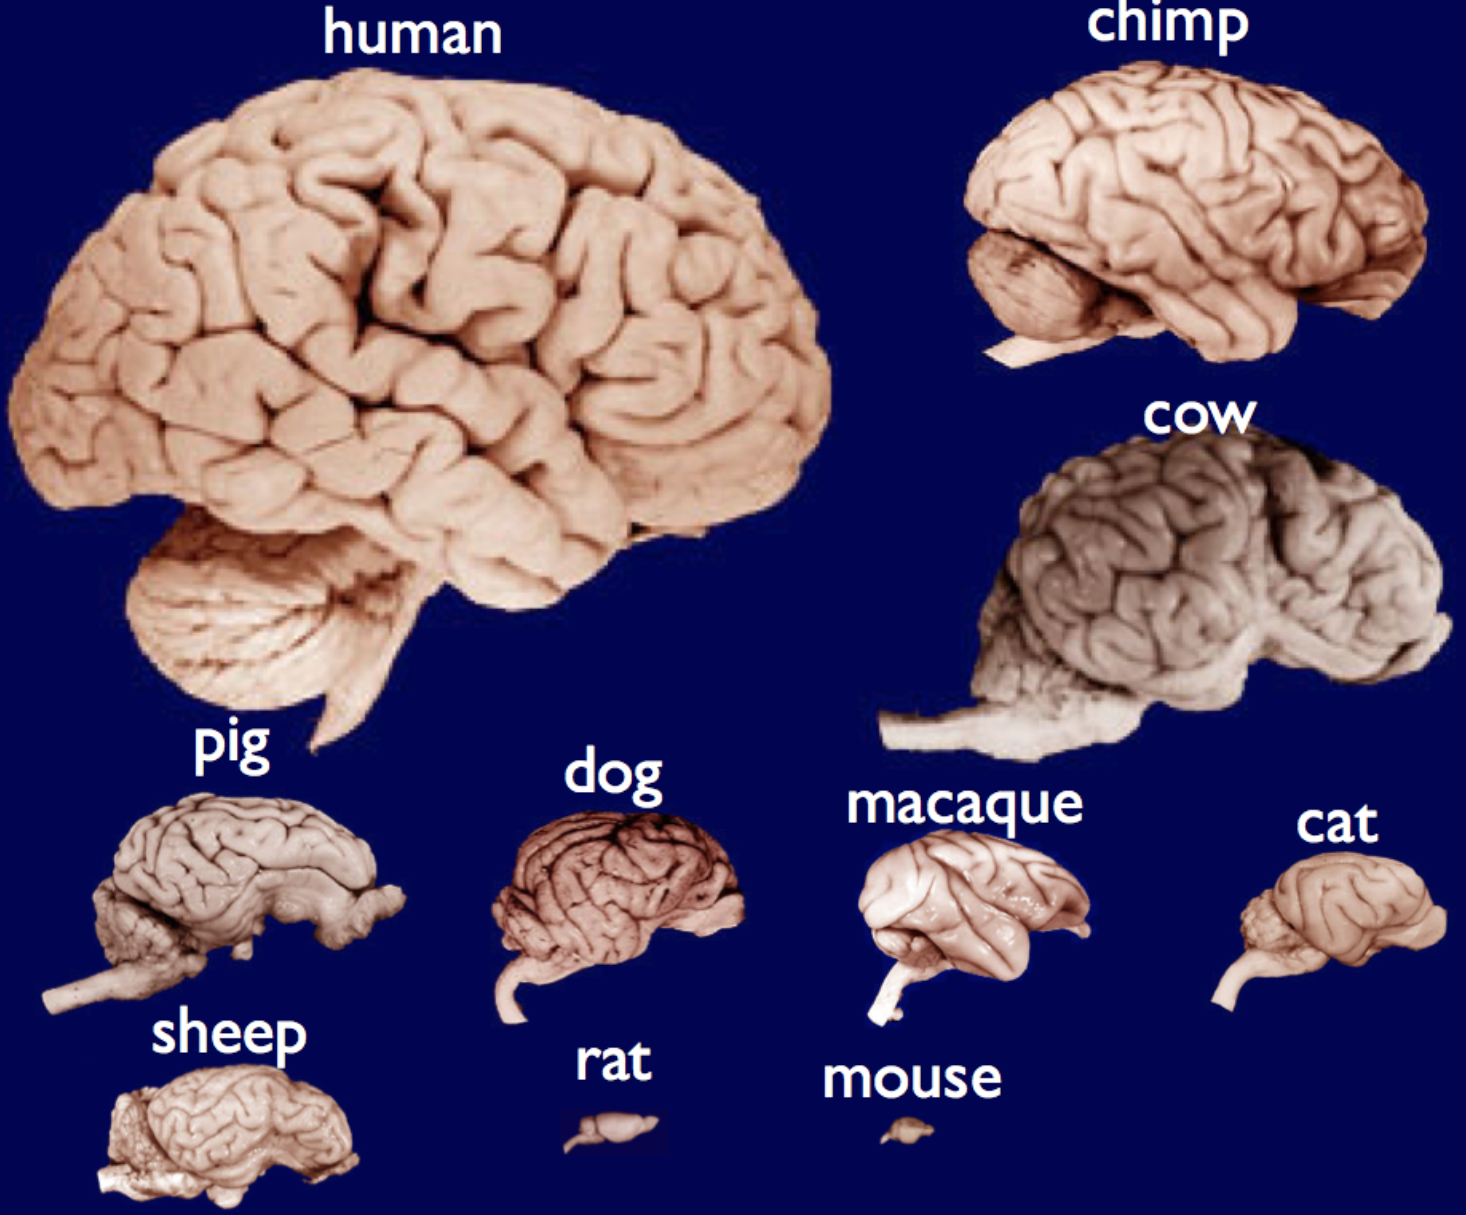 human
chimp
cow
pig
dog
macaque
cat
sheep
rat
mouse